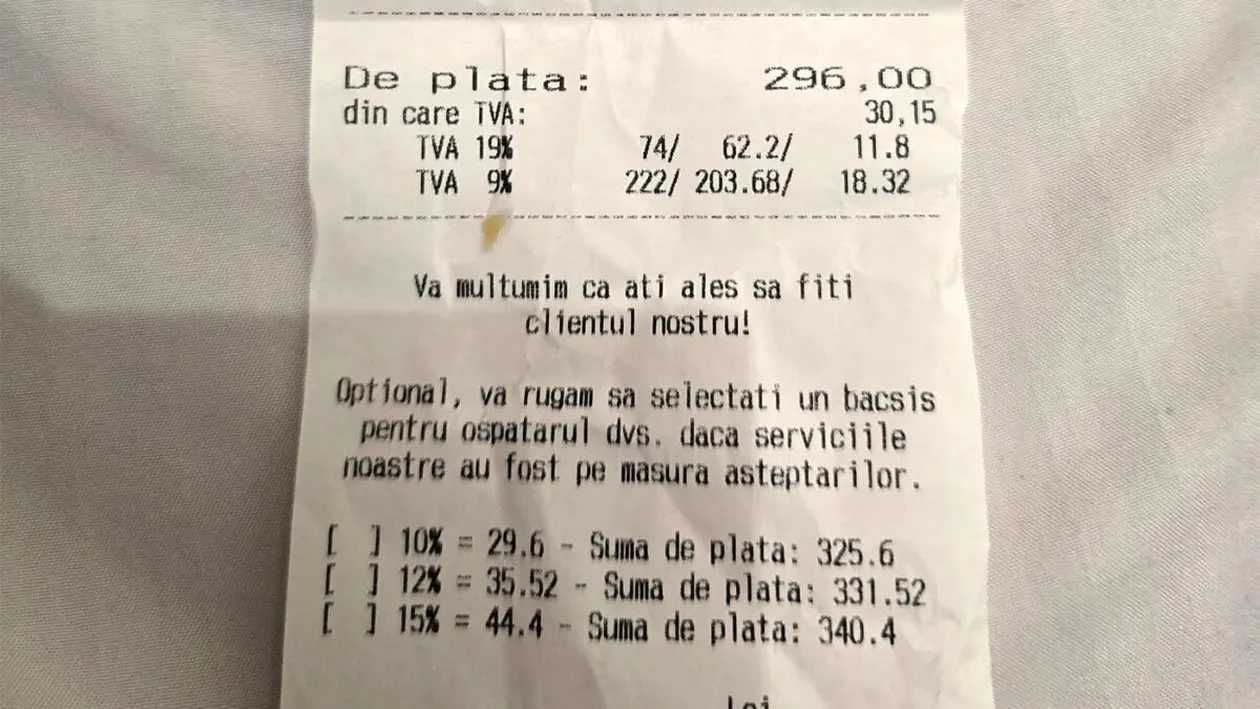 De plata: 296,00
din care TVA: 30,15
TVA 19% 74/ 62.2/ 11.8
TVA 9% 222/ 203.68/ 18.32
Va multumim ca ati ales sa fiti
clientul nostru!
Optional, va rugam sa selectati un bacsis
pentru ospatarul dvs. daca serviciile
noastre au fost pe masura asteptarilor.
[ ] 10% = 29.6 - Suma de plata: 325.6
[ ] 12% = 35.52 - Suma de plata: 331.52
[ ] 15% = 44.4 - Suma de plata: 340.4